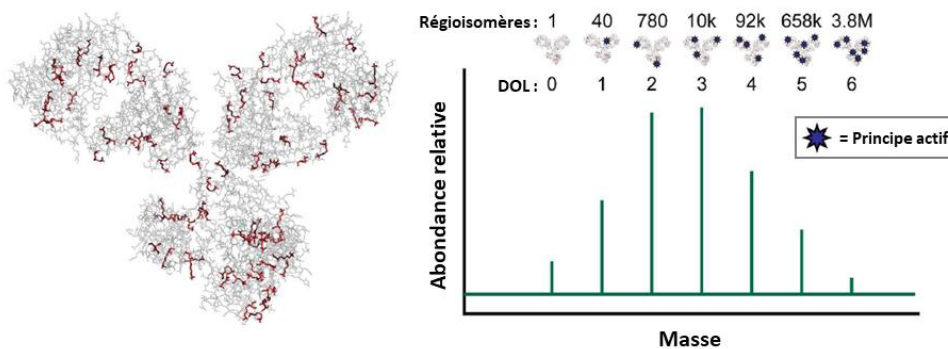 Régioisomères : 1 40 780 10k 92k 658k 3.8M
DOL : 0 1 2 3 4 5 6
= Principe actif
Abondance relative
Masse